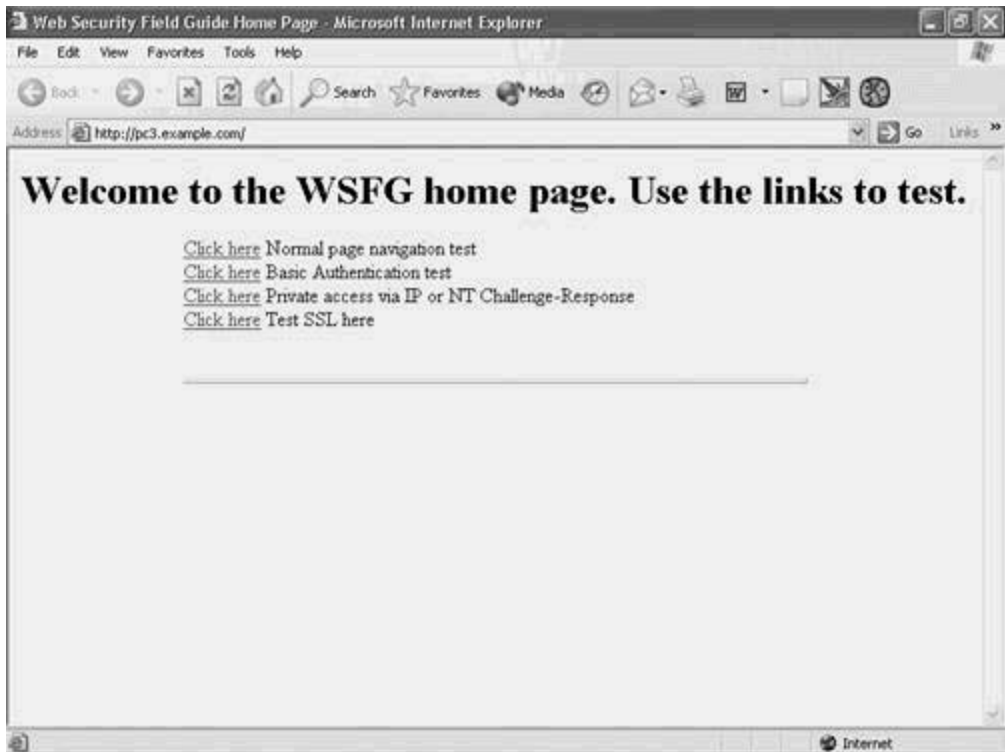 Web Security Field Guide Home Page - Microsoft Internet Explorer
File Edit View Favorites Tools Help
Back Search Favorites Media
Address http://pc3.example.com/ Go Links »
Welcome to the WSFG home page. Use the links to test.
Click here Normal page navigation test
Click here Basic Authentication test
Click here Private access via IP or NT Challenge-Response
Click here Test SSL here
Internet